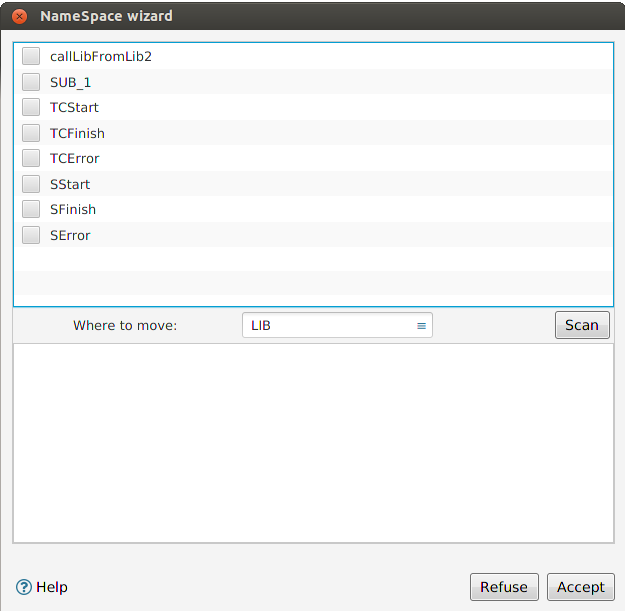 NameSpace wizard
callLibFromLib2
SUB_1
TCStart
TCFinish
TCError
SStart
SFinish
SError
Where to move: LIB Scan
Help Refuse Accept